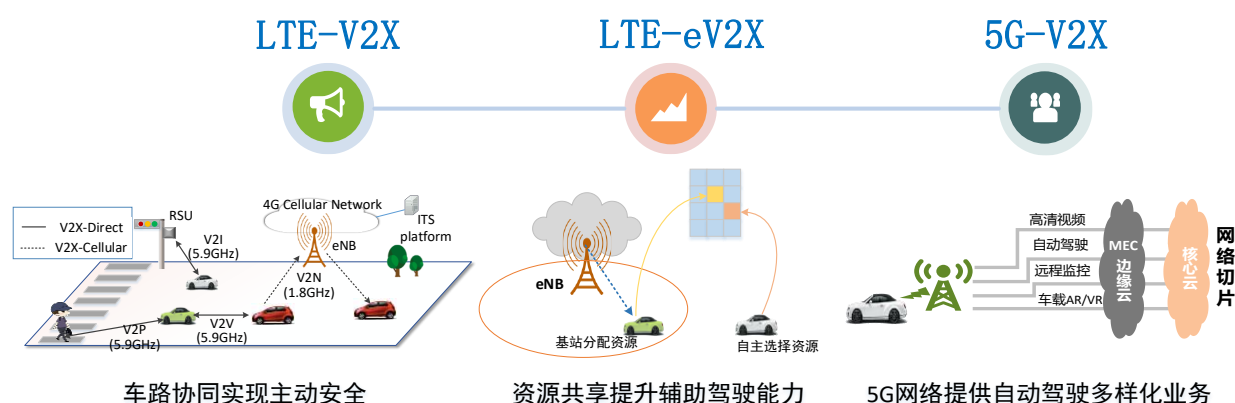 LTE-V2X
LTE-eV2X
5G-V2X
V2X-Direct
V2X-Cellular
RSU
V2I
(5.9GHz)
4G Cellular Network
ITS
platform
eNB
V2N
(1.8GHz)
V2P
(5.9GHz)
V2V
(5.9GHz)
车路协同实现主动安全
eNB
基站分配资源
自主选择资源
资源共享提升辅助驾驶能力
高清视频
自动驾驶
远程监控
车载AR/VR
MEC
边缘云
核心云
网络切片
5G网络提供自动驾驶多样化业务